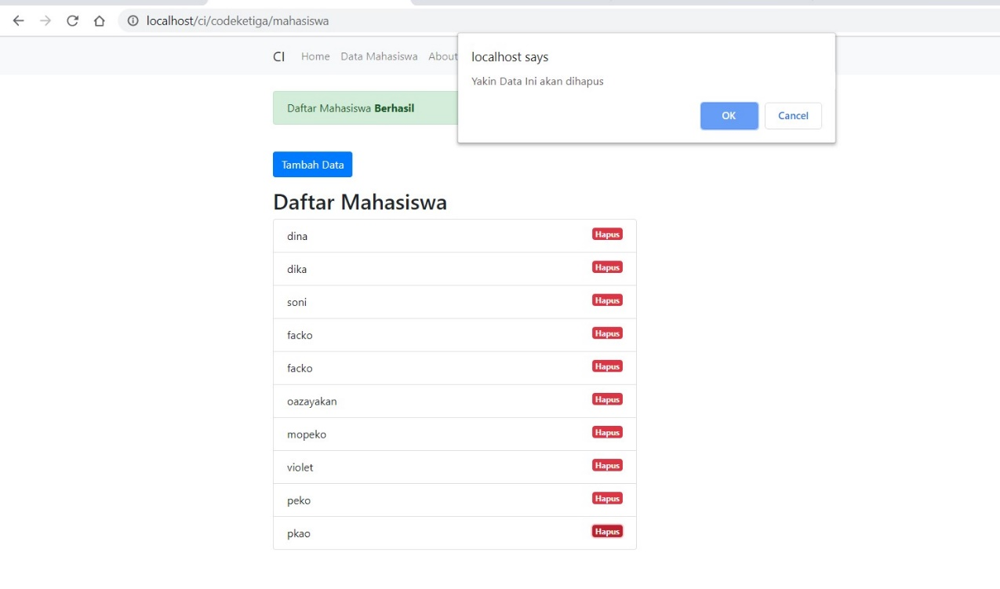 localhost/ci/codeketiga/mahasiswa
CI Home Data Mahasiswa About
localhost says
Yakin Data Ini akan dihapus
OK Cancel
Daftar Mahasiswa Berhasil
Tambah Data
Daftar Mahasiswa
dina Hapus
dika Hapus
soni Hapus
facko Hapus
facko Hapus
oazayakan Hapus
mopeko Hapus
violet Hapus
peko Hapus
pkao Hapus